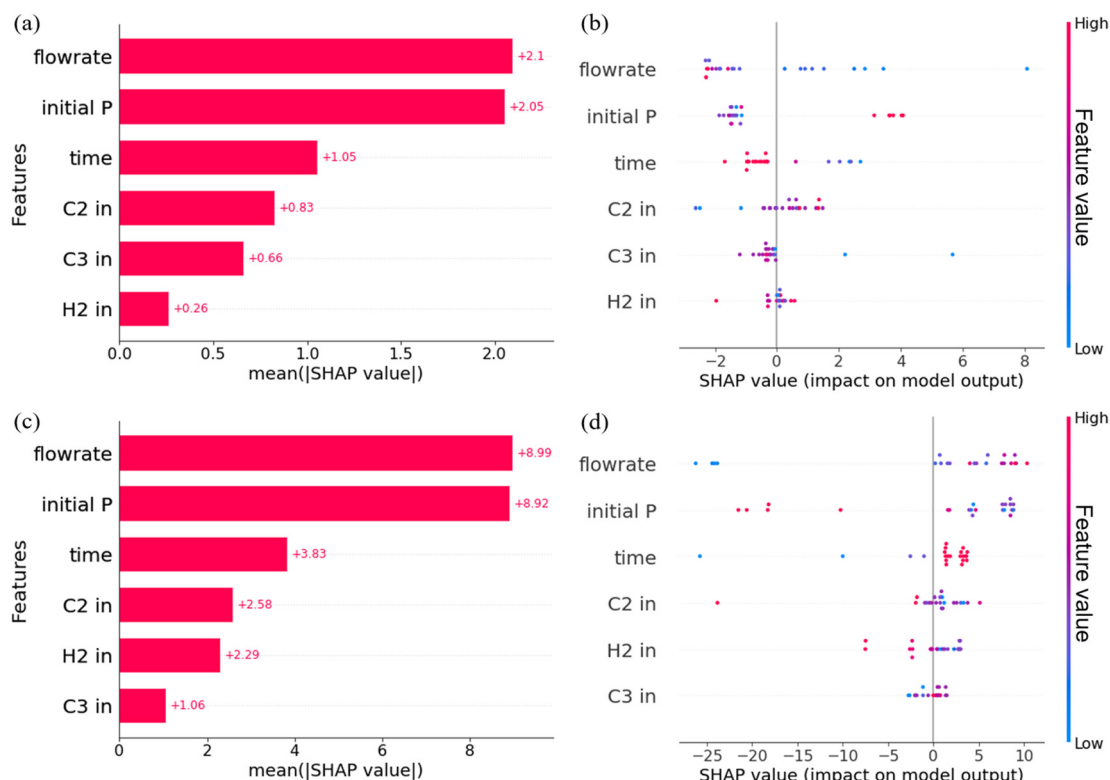 (a)
Features
flowrate
+2.1
initial P
+2.05
time
+1.05
C2 in
+0.83
C3 in
+0.66
H2 in
+0.26
0.0 0.5 1.0 1.5 2.0
mean(|SHAP value|)
(b)
flowrate
initial P
time
C2 in
C3 in
H2 in
−2 0 2 4 6 8
SHAP value (impact on model output)
High
Feature value
Low
(c)
Features
flowrate
+8.99
initial P
+8.92
time
+3.83
C2 in
+2.58
H2 in
+2.29
C3 in
+1.06
0 2 4 6 8
mean(|SHAP value|)
(d)
flowrate
initial P
time
C2 in
H2 in
C3 in
−25 −20 −15 −10 −5 0 5 10
SHAP value (impact on model output)
High
Feature value
Low